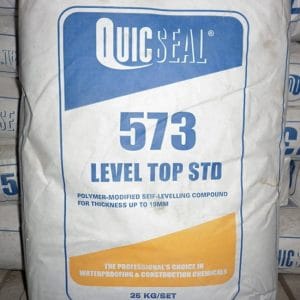 QUICSEAL®
573
LEVEL TOP STD
POLYMER-MODIFIED SELF-LEVELLING COMPOUND
FOR THICKNESS UP TO 15MM
THE PROFESSIONAL'S CHOICE IN
WATERPROOFING & CONSTRUCTION CHEMICALS
25 KG/SET